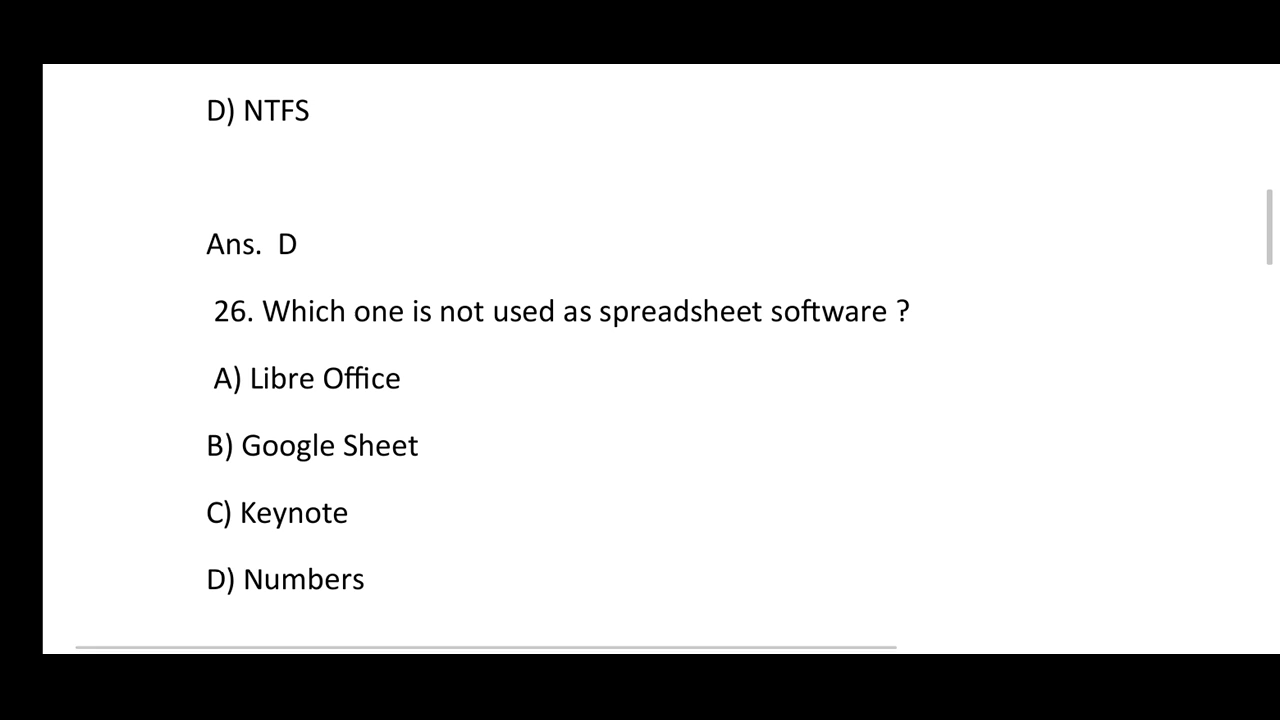 D) NTFS
Ans.  D
26. Which one is not used as spreadsheet software ?
A) Libre Office
B) Google Sheet
C) Keynote
D) Numbers